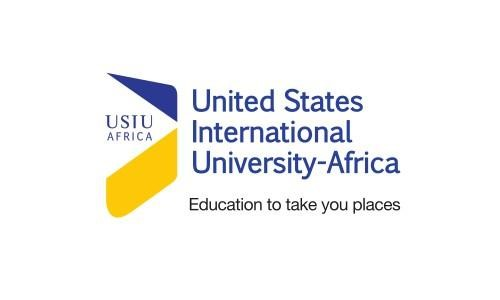 USIU
AFRICA
United States
International
University-Africa
Education to take you places